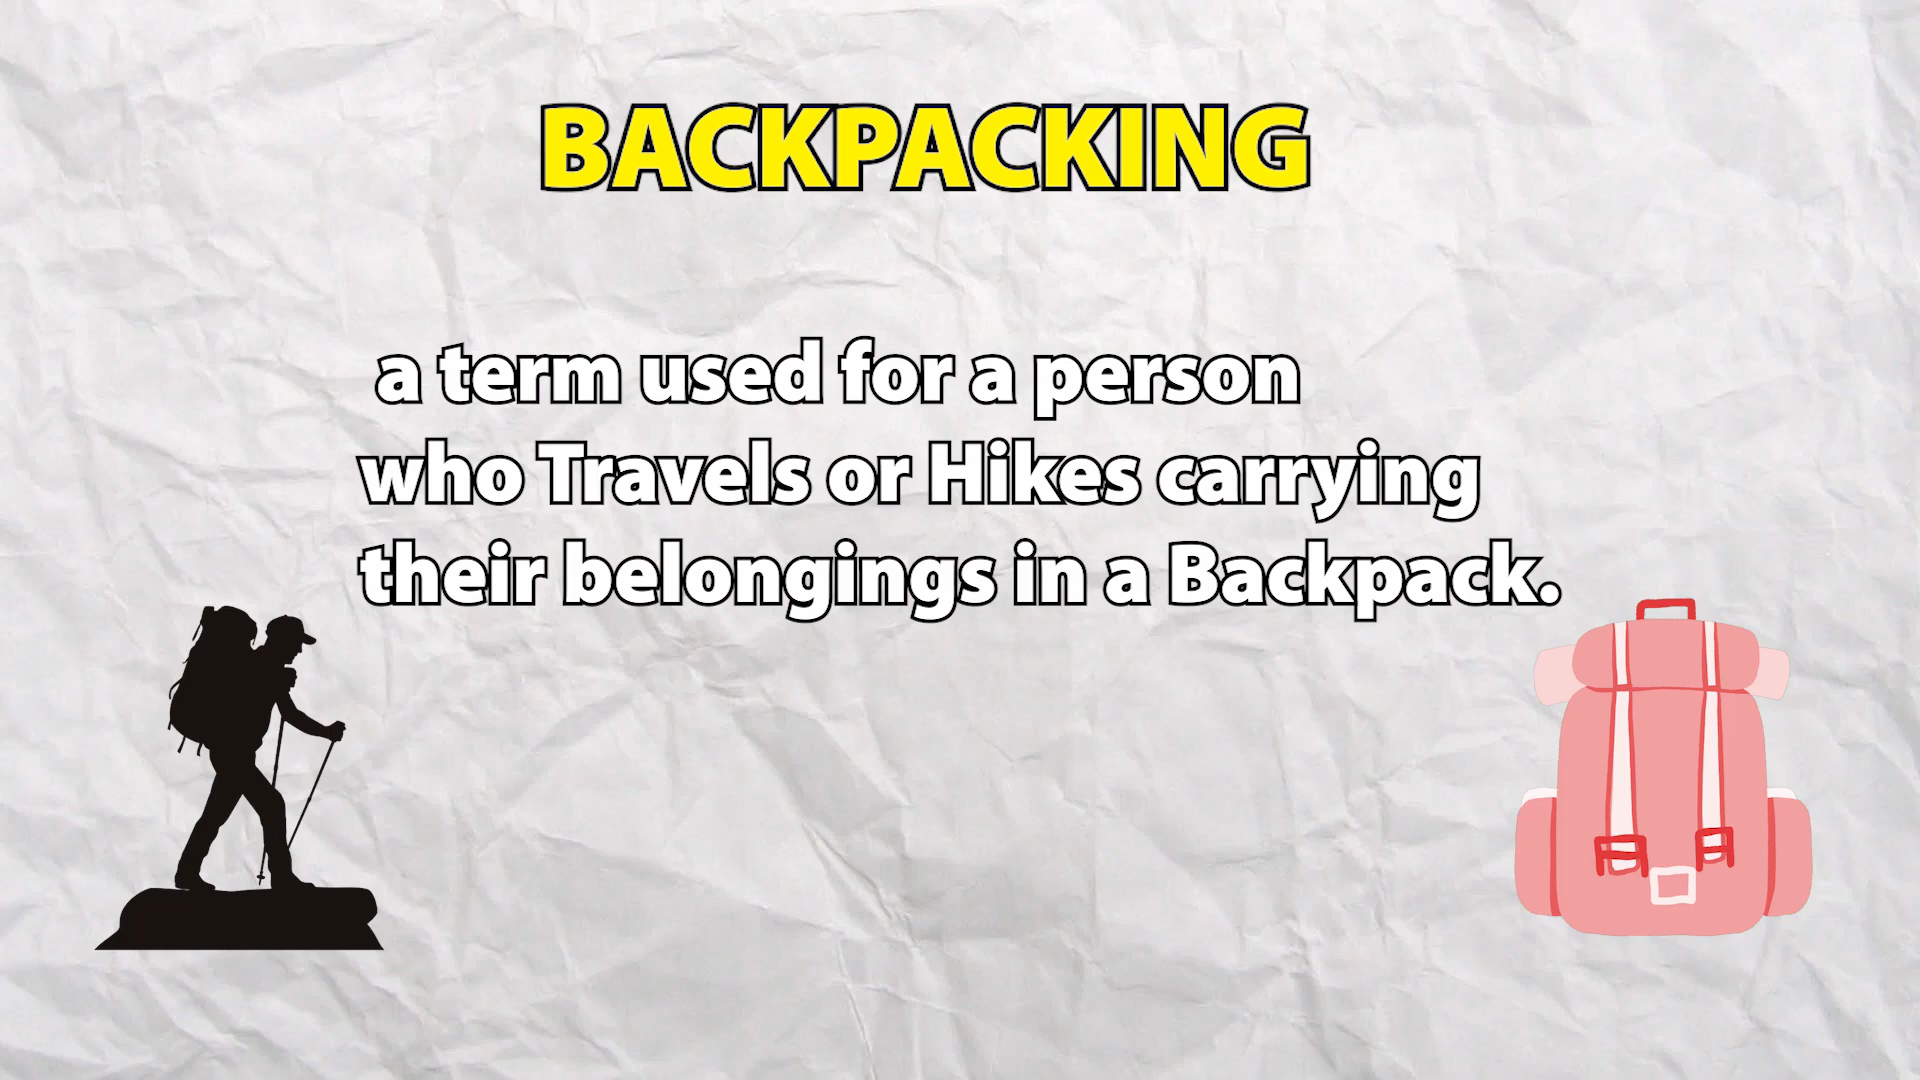 BACKPACKING
a term used for a person
who Travels or Hikes carrying
their belongings in a Backpack.